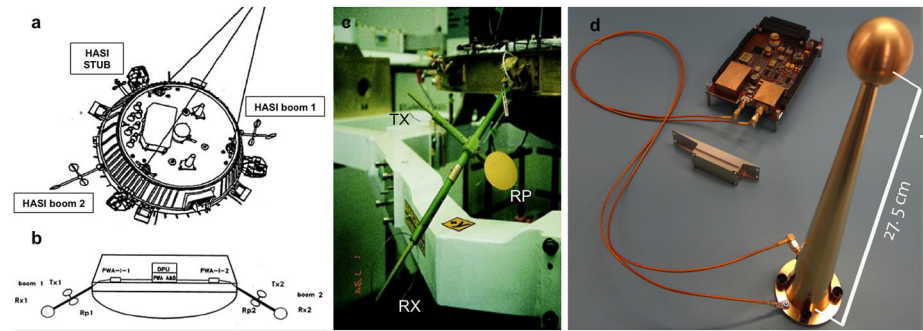 a
HASI
STUB
HASI boom 1
HASI boom 2
b
PWA-I-1
DPU
PWA A&D
PWA-I-2
boom 1
Tx1
Rx1
Rp1
Tx2
boom 2
Rp2
Rx2
c
TX
RP
+Y
RX
d
27.5 cm